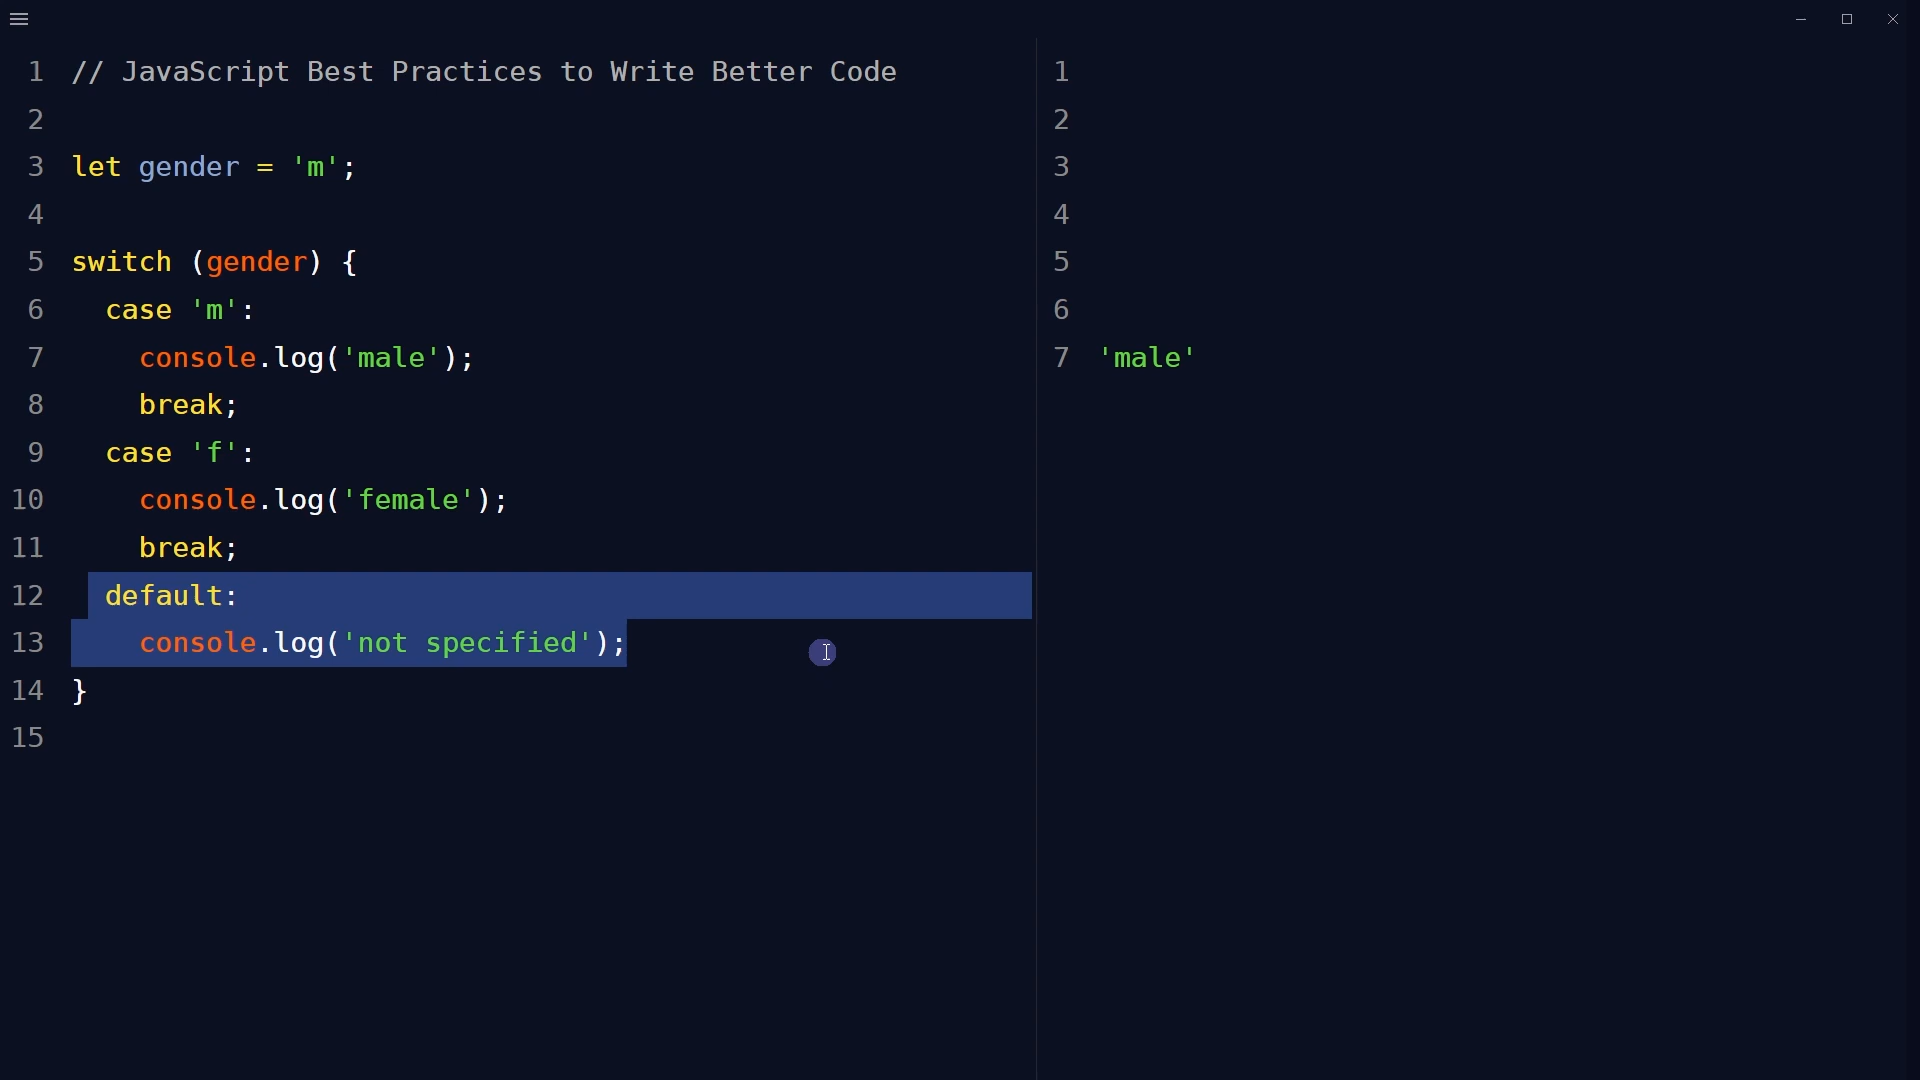 1 // JavaScript Best Practices to Write Better Code
2
3 let gender = 'm';
4
5 switch (gender) {
6   case 'm':
7     console.log('male');
8     break;
9   case 'f':
10     console.log('female');
11     break;
12   default:
13     console.log('not specified');
14 }
15
1
2
3
4
5
6
7 'male'